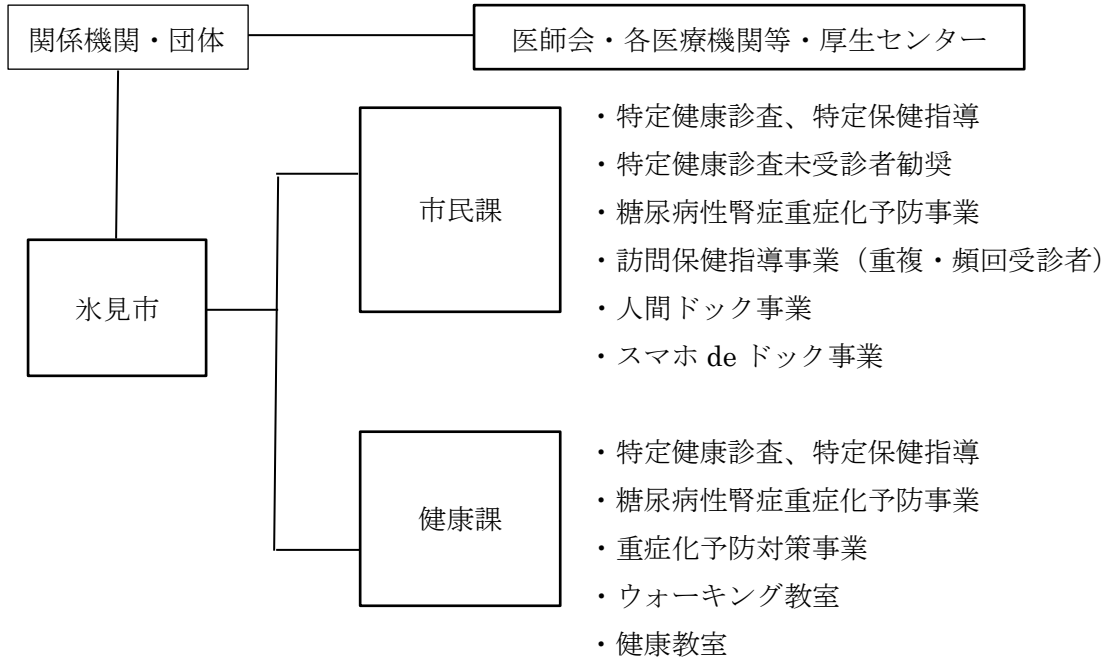 関係機関・団体
医師会・各医療機関等・厚生センター
氷見市
市民課
・特定健康診査、特定保健指導
・特定健康診査未受診者勧奨
・糖尿病性腎症重症化予防事業
・訪問保健指導事業（重複・頻回受診者）
・人間ドック事業
・スマホ de ドック事業
健康課
・特定健康診査、特定保健指導
・糖尿病性腎症重症化予防事業
・重症化予防対策事業
・ウォーキング教室
・健康教室